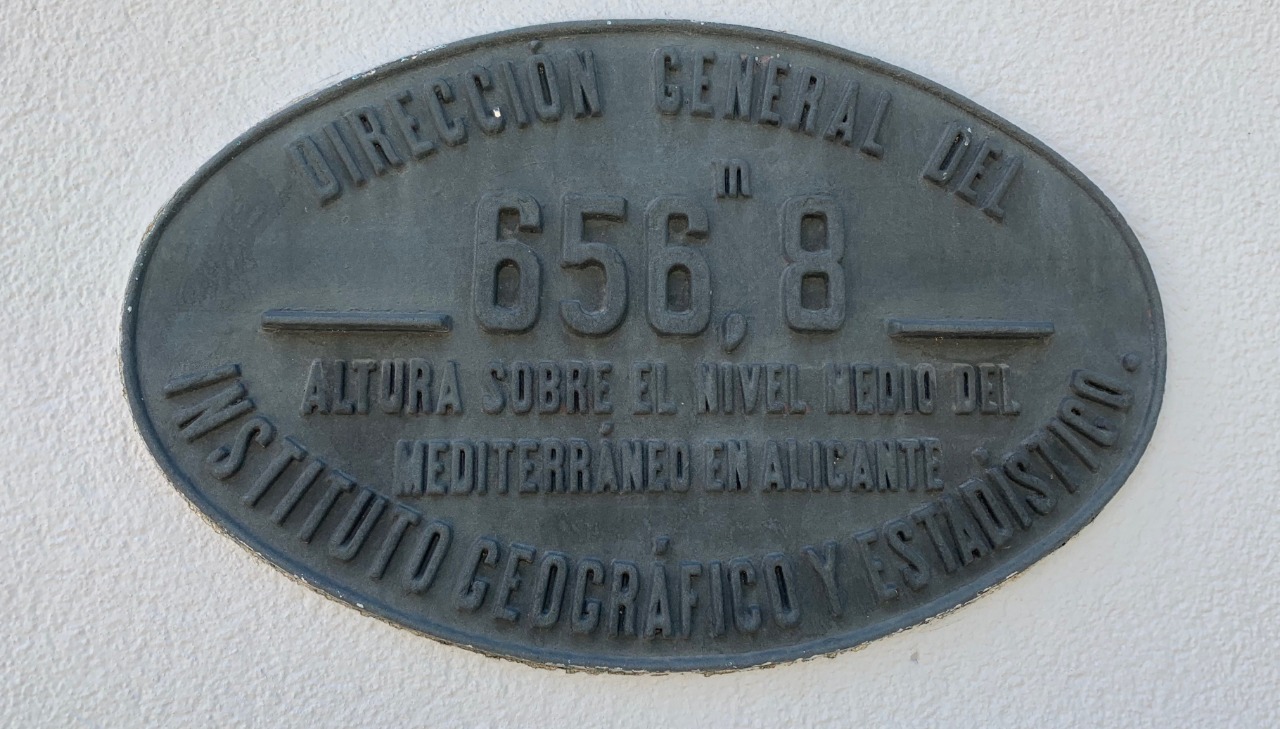 DIRECCIÓN GENERAL DEL
656,ᵐ8
ALTURA SOBRE EL NIVEL MEDIO DEL
MEDITERRÁNEO EN ALICANTE
INSTITUTO GEOGRÁFICO Y ESTADÍSTICO.